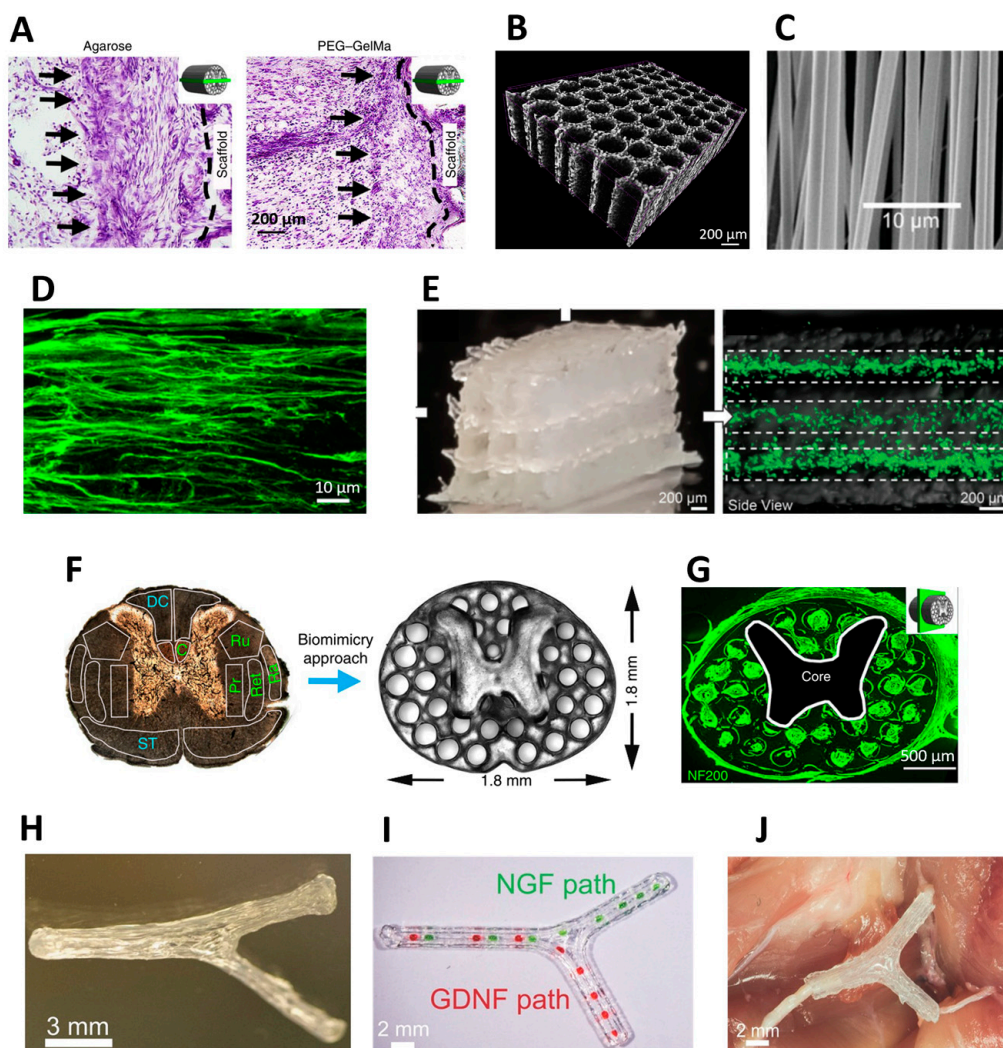 A
Agarose
PEG–GelMa
Scaffold
Scaffold
200 μm
B
200 μm
C
10 μm
D
10 μm
E
200 μm
Side View
200 μm
F
DC
C
Ru
Pr
Ret
Ra
ST
Biomimicry
approach
1.8 mm
1.8 mm
G
Core
NF200
500 μm
H
3 mm
I
NGF path
GDNF path
2 mm
J
2 mm